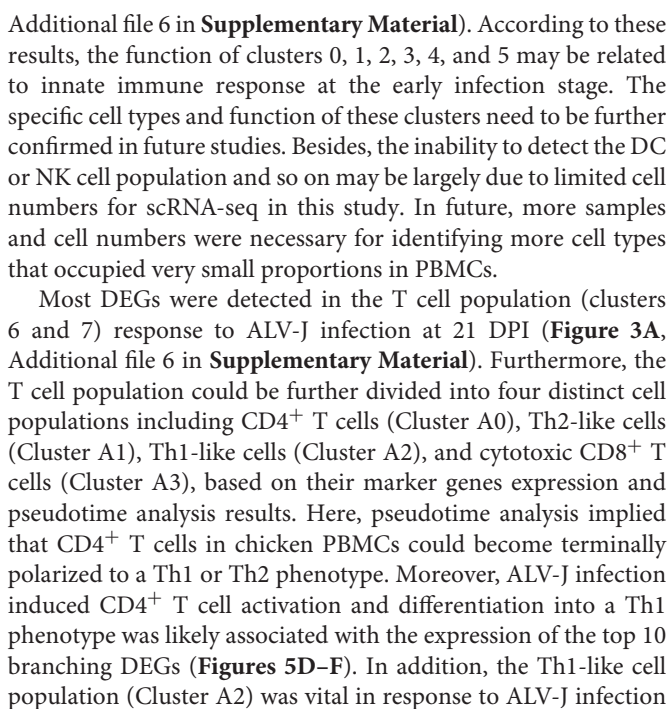 Additional file 6 in Supplementary Material). According to these
results, the function of clusters 0, 1, 2, 3, 4, and 5 may be related
to innate immune response at the early infection stage. The
specific cell types and function of these clusters need to be further
confirmed in future studies. Besides, the inability to detect the DC
or NK cell population and so on may be largely due to limited cell
numbers for scRNA-seq in this study. In future, more samples
and cell numbers were necessary for identifying more cell types
that occupied very small proportions in PBMCs.
Most DEGs were detected in the T cell population (clusters
6 and 7) response to ALV-J infection at 21 DPI (Figure 3A,
Additional file 6 in Supplementary Material). Furthermore, the
T cell population could be further divided into four distinct cell
populations including CD4⁺ T cells (Cluster A0), Th2-like cells
(Cluster A1), Th1-like cells (Cluster A2), and cytotoxic CD8⁺ T
cells (Cluster A3), based on their marker genes expression and
pseudotime analysis results. Here, pseudotime analysis implied
that CD4⁺ T cells in chicken PBMCs could become terminally
polarized to a Th1 or Th2 phenotype. Moreover, ALV-J infection
induced CD4⁺ T cell activation and differentiation into a Th1
phenotype was likely associated with the expression of the top 10
branching DEGs (Figures 5D–F). In addition, the Th1-like cell
population (Cluster A2) was vital in response to ALV-J infection